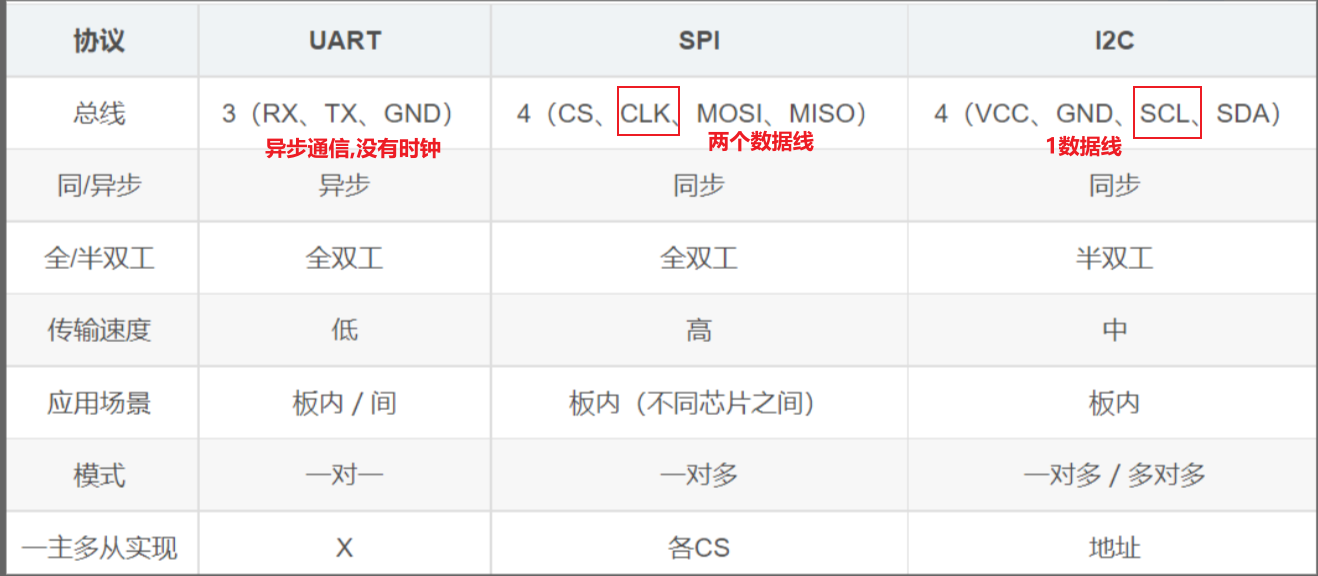 协议 UART SPI I2C
总线 3（RX、TX、GND） 4（CS、CLK、MOSI、MISO） 4（VCC、GND、SCL、SDA）
异步通信,没有时钟 两个数据线 1数据线
同/异步 异步 同步 同步
全/半双工 全双工 全双工 半双工
传输速度 低 高 中
应用场景 板内 / 间 板内（不同芯片之间） 板内
模式 一对一 一对多 一对多 / 多对多
一主多从实现 X 各CS 地址